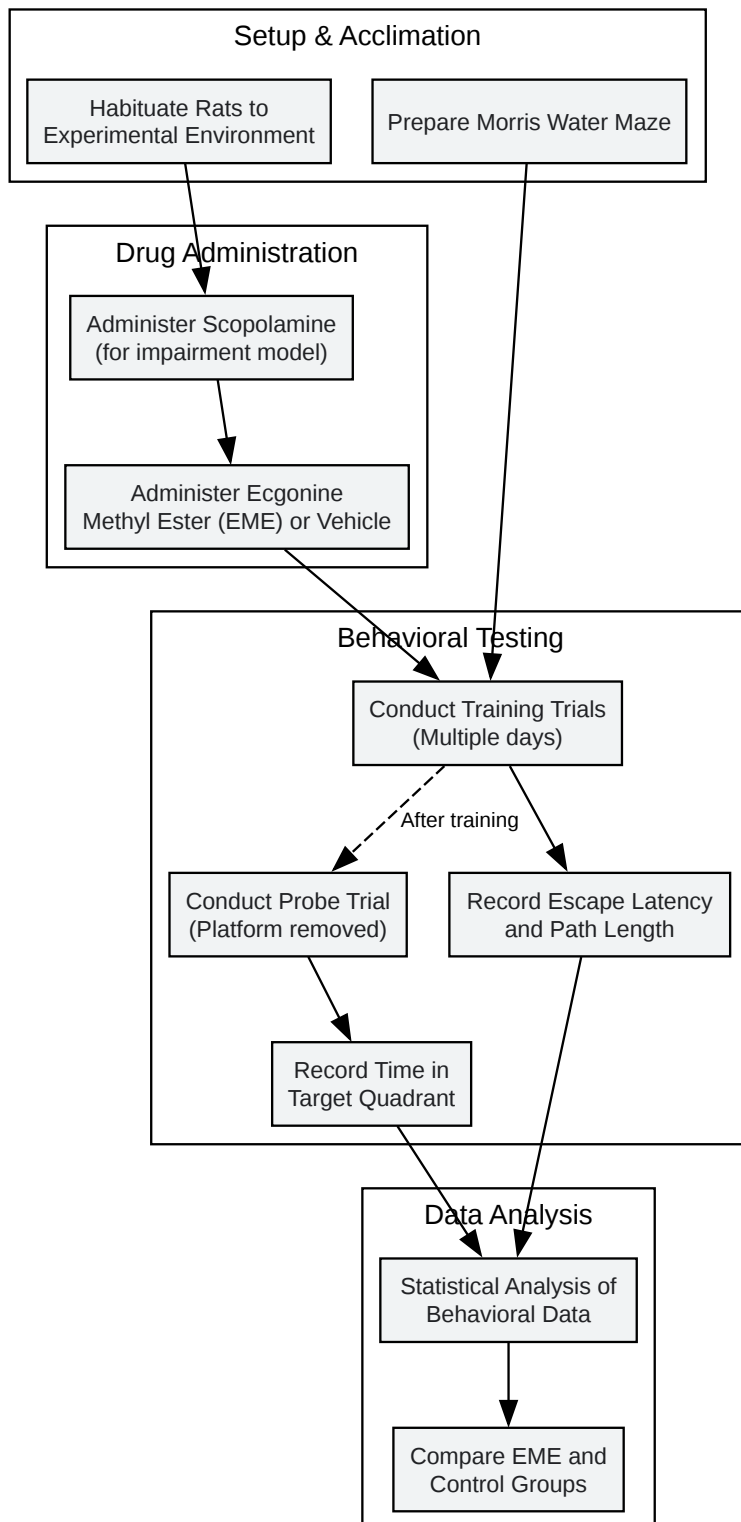 Setup & Acclimation
Habituate Rats to
Experimental Environment
Prepare Morris Water Maze
Drug Administration
Administer Scopolamine
(for impairment model)
Administer Ecgonine
Methyl Ester (EME) or Vehicle
Behavioral Testing
Conduct Training Trials
(Multiple days)
After training
Conduct Probe Trial
(Platform removed)
Record Escape Latency
and Path Length
Record Time in
Target Quadrant
Data Analysis
Statistical Analysis of
Behavioral Data
Compare EME and
Control Groups